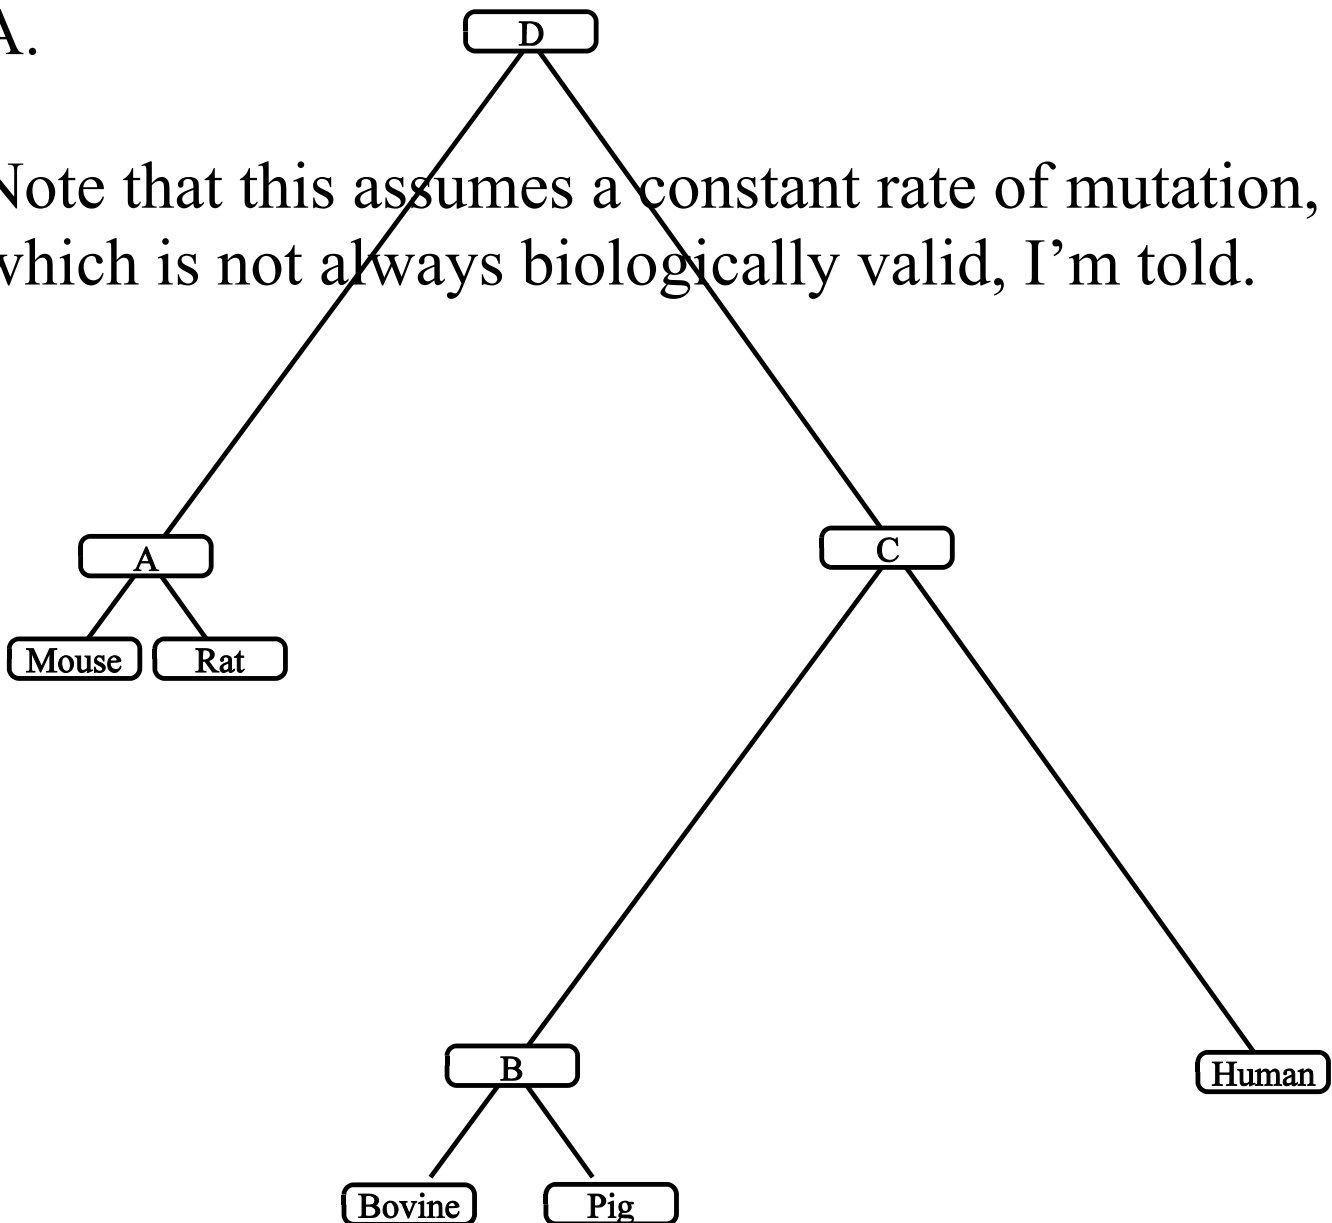 A.
D
Note that this assumes a constant rate of mutation,
which is not always biologically valid, I’m told.
A
C
Mouse
Rat
B
Human
Bovine
Pig